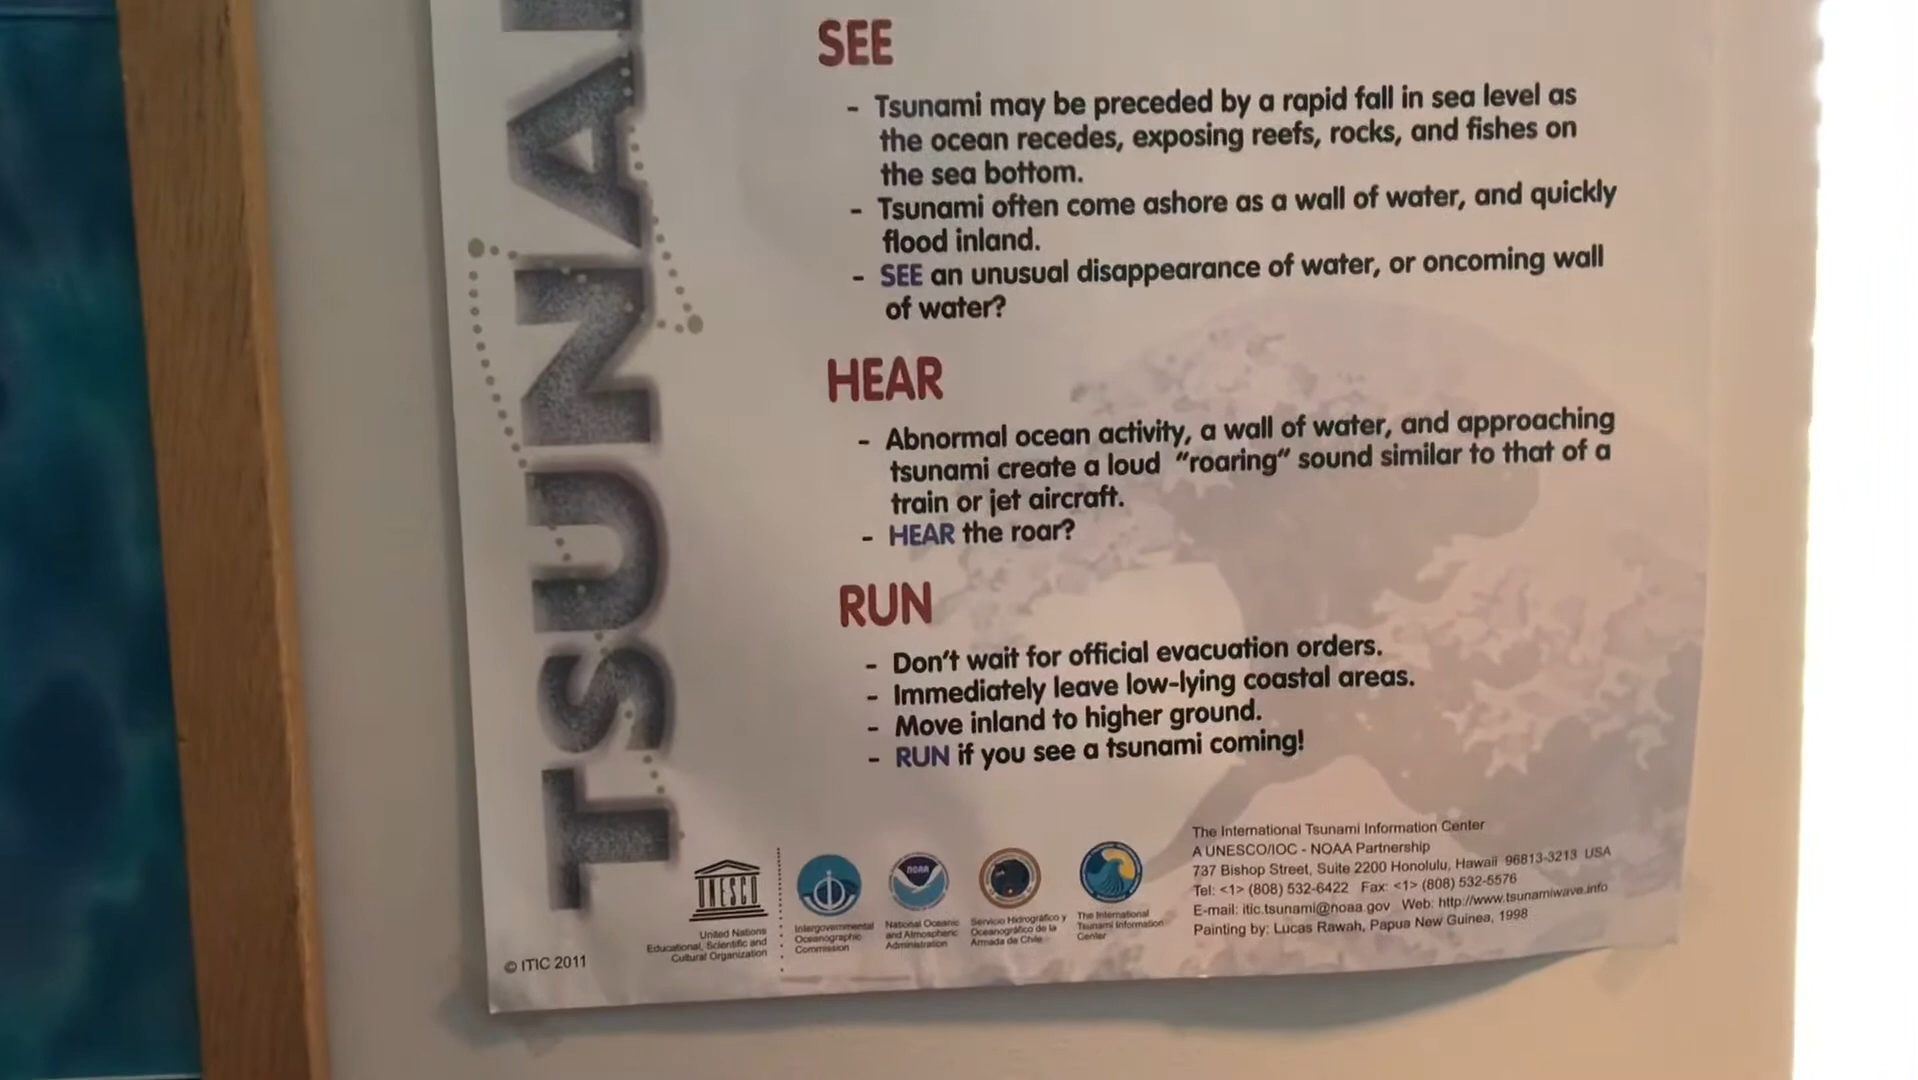 TSUNA
SEE
- Tsunami may be preceded by a rapid fall in sea level as
the ocean recedes, exposing reefs, rocks, and fishes on
the sea bottom.
- Tsunami often come ashore as a wall of water, and quickly
flood inland.
- SEE an unusual disappearance of water, or oncoming wall
of water?
HEAR
- Abnormal ocean activity, a wall of water, and approaching
tsunami create a loud "roaring" sound similar to that of a
train or jet aircraft.
- HEAR the roar?
RUN
- Don't wait for official evacuation orders.
- Immediately leave low-lying coastal areas.
- Move inland to higher ground.
- RUN if you see a tsunami coming!
© ITIC 2011
UNESCO
United Nations
Educational, Scientific and
Cultural Organization
Intergovernmental
Oceanographic
Commission
NOAA
National Oceanic
and Atmospheric
Administration
Servicio Hidrográfico y
Oceanográfico de la
Armada de Chile
The International
Tsunami Information
Center
The International Tsunami Information Center
A UNESCO/IOC - NOAA Partnership
737 Bishop Street, Suite 2200 Honolulu, Hawaii 96813-3213 USA
Tel: <1> (808) 532-6422 Fax: <1> (808) 532-5576
E-mail: itic.tsunami@noaa.gov Web: http://www.tsunamiwave.info
Painting by: Lucas Rawah, Papua New Guinea, 1998